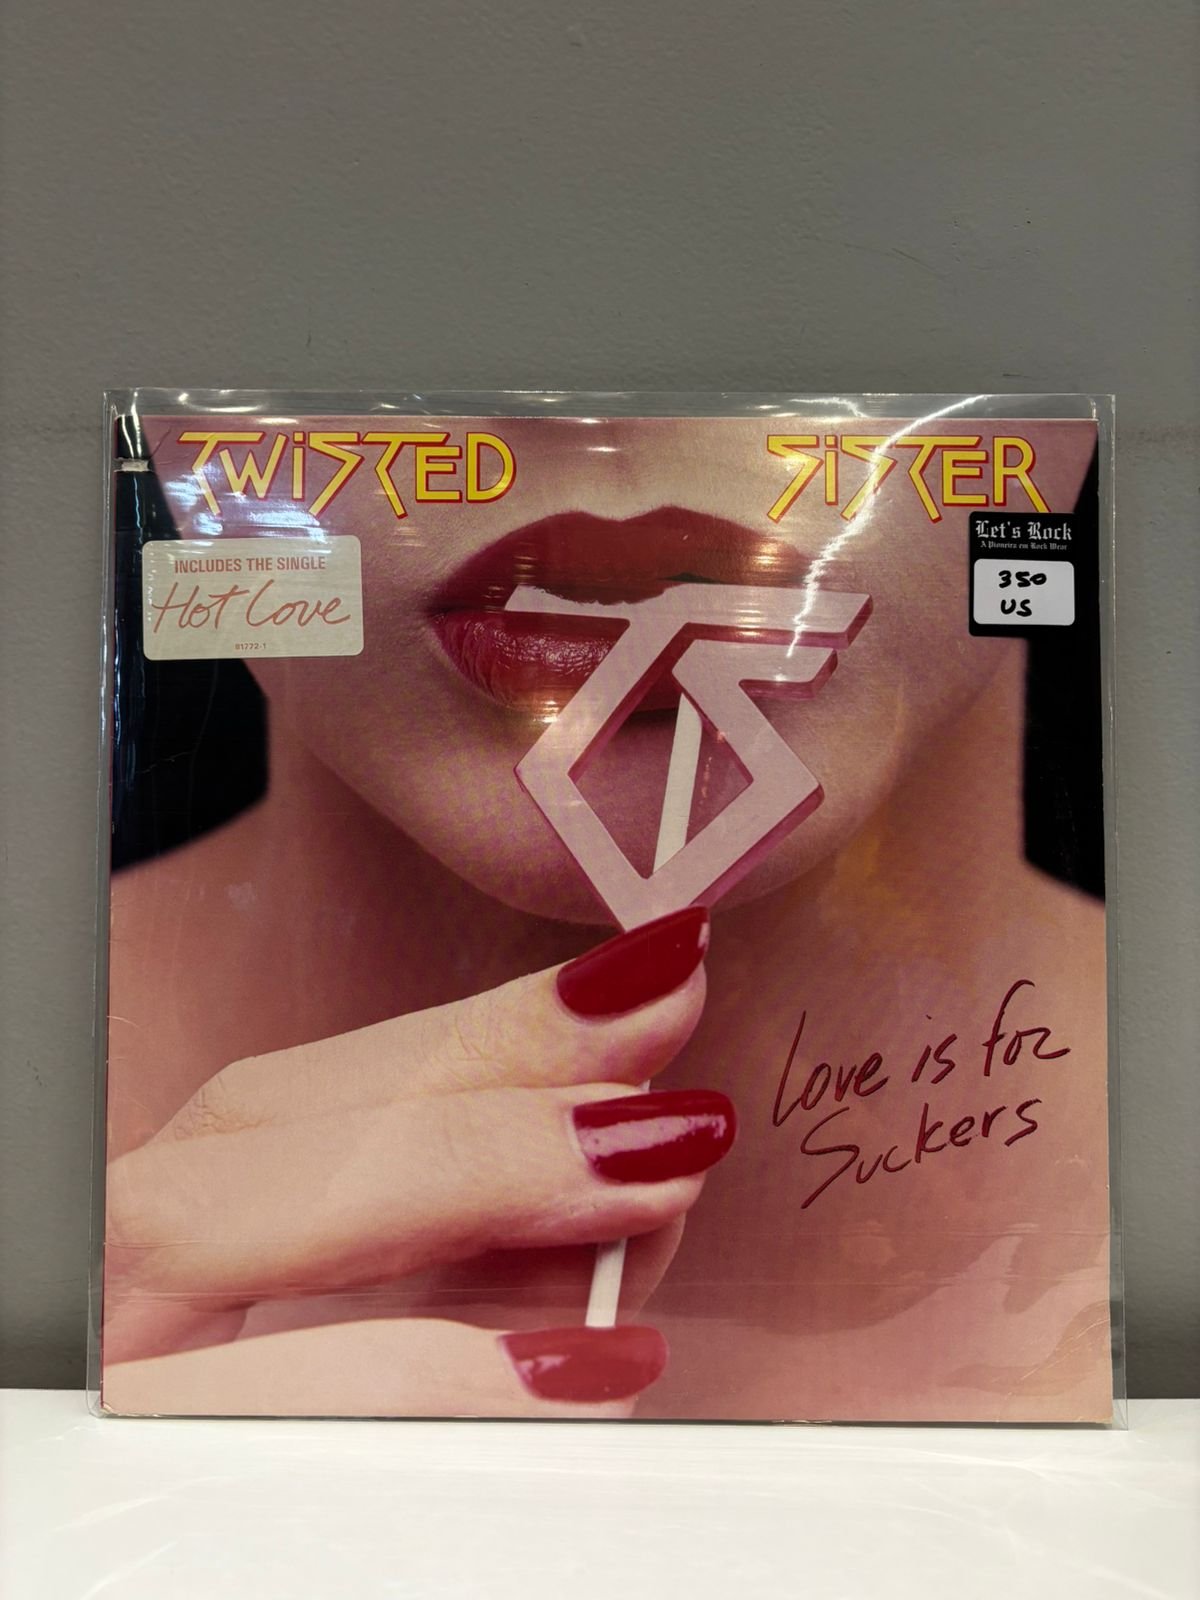 TWiSTED SiSTER
INCLUDES THE SINGLE
Hot Love
81772-1
Let's Rock
A Pioneira em Rock Wear
350
US
TS
Love is for
Suckers